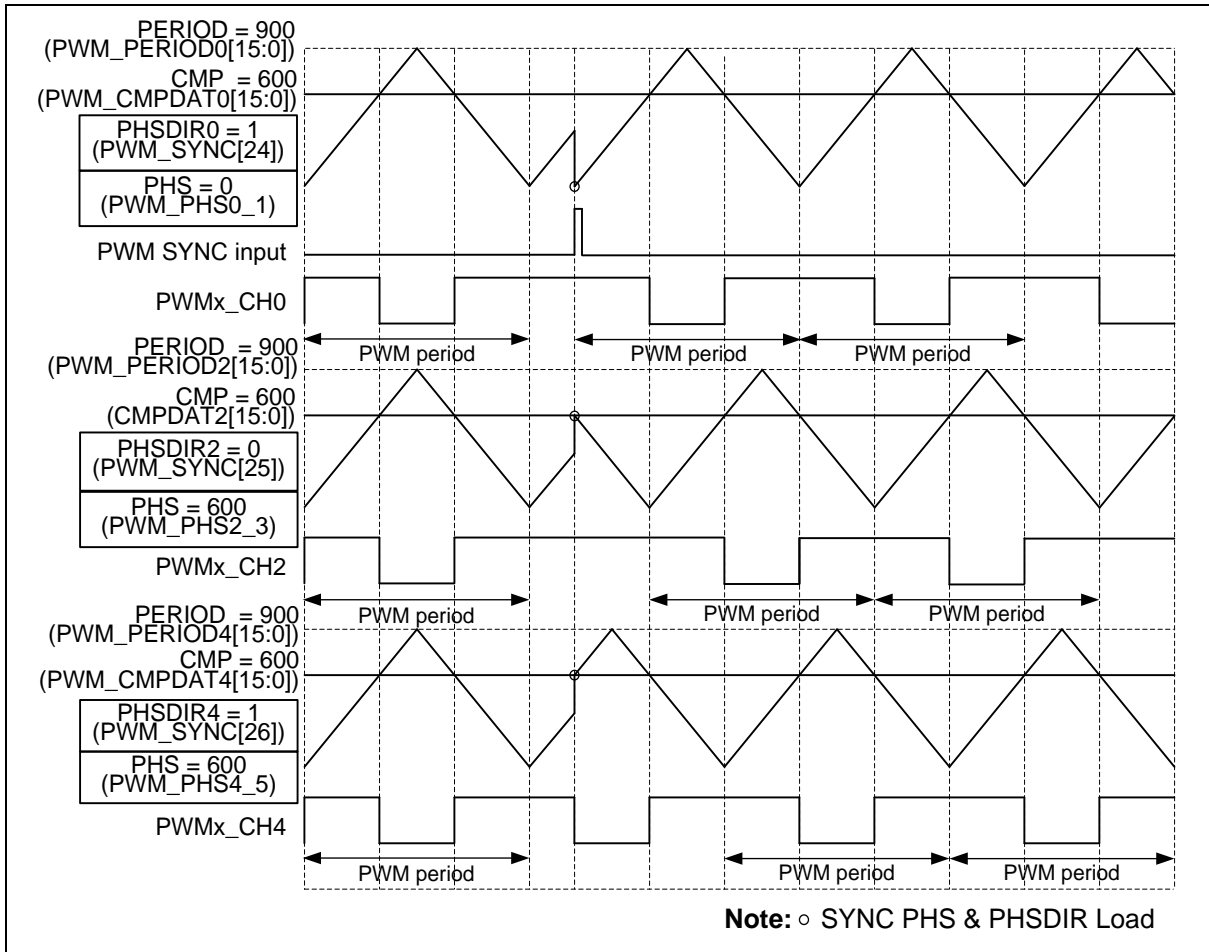 PERIOD = 900
(PWM_PERIOD0[15:0])
CMP = 600
(PWM_CMPDAT0[15:0])
PHSDIR0 = 1
(PWM_SYNC[24])
PHS = 0
(PWM_PHS0_1)
PWM SYNC input
PWMx_CH0
PWM period
PWM period
PWM period
PERIOD = 900
(PWM_PERIOD2[15:0])
CMP = 600
(CMPDAT2[15:0])
PHSDIR2 = 0
(PWM_SYNC[25])
PHS = 600
(PWM_PHS2_3)
PWMx_CH2
PWM period
PWM period
PWM period
PERIOD = 900
(PWM_PERIOD4[15:0])
CMP = 600
(PWM_CMPDAT4[15:0])
PHSDIR4 = 1
(PWM_SYNC[26])
PHS = 600
(PWM_PHS4_5)
PWMx_CH4
PWM period
PWM period
PWM period
Note: ○ SYNC PHS & PHSDIR Load